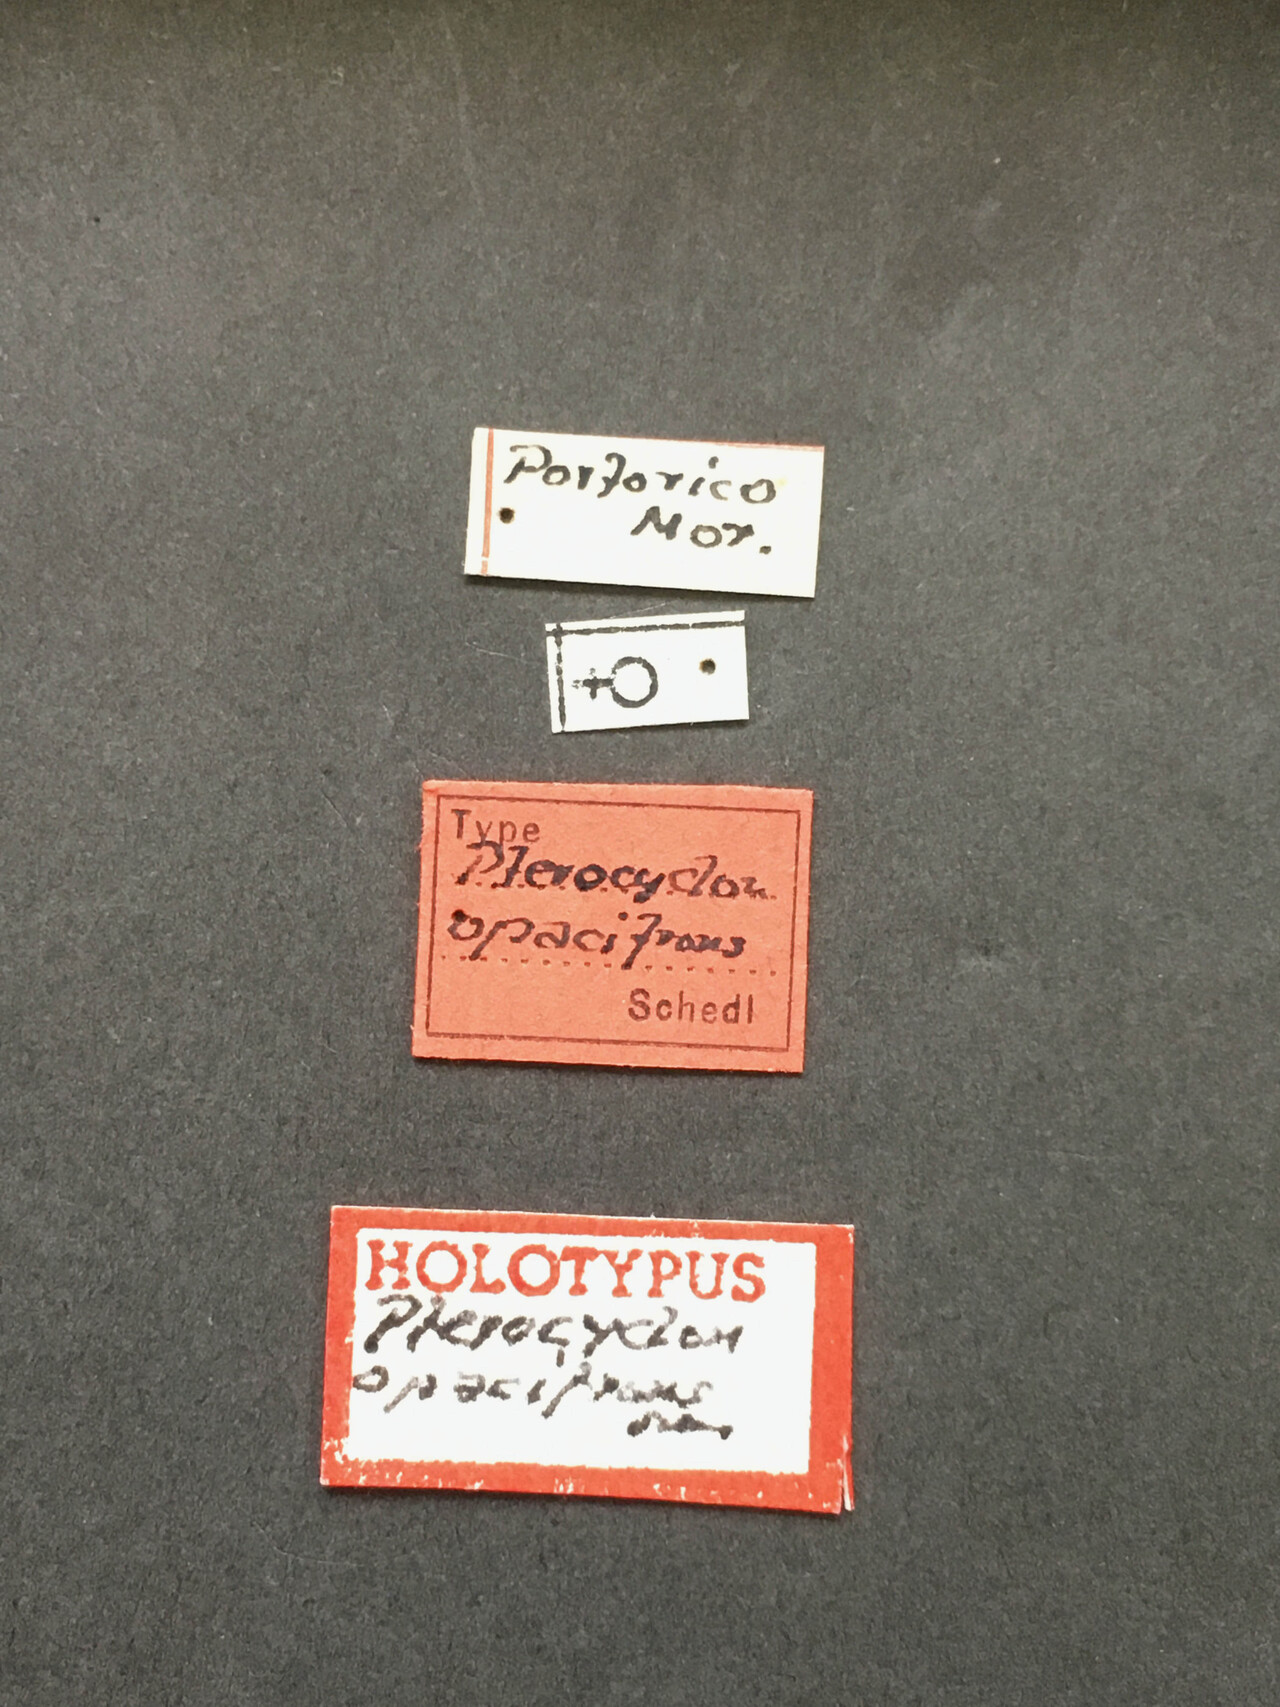 Portorico
Mor.
♀
Type
Pterocyclon
opacifrons
Schedl
HOLOTYPUS
Pterocyclon
opacifrons